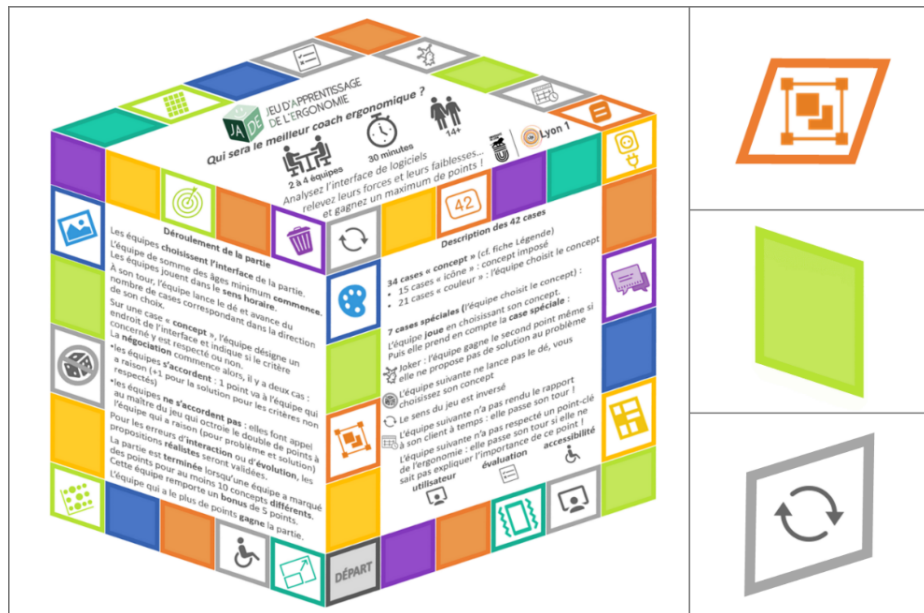 JEU D'APPRENTISSAGE
DE L'ERGONOMIE
JADE
Qui sera le meilleur coach ergonomique ?
2 à 4 équipes
30 minutes
14+
Lyon 1
Analysez l'interface de logiciels
relevez leurs forces et leurs faiblesses...
et gagnez un maximum de points !
Déroulement de la partie
Les équipes choisissent l'interface de la partie.
L'équipe de somme des âges minimum commence.
Les équipes jouent dans le sens horaire.
À son tour, l'équipe lance le dé et avance du
nombre de cases correspondant dans la direction
de son choix.
Sur une case « concept », l'équipe désigne un
endroit de l'interface et indique si le critère
concerné y est respecté ou non.
La négociation commence alors, il y a deux cas :
•les équipes s'accordent : 1 point va à l'équipe qui
a raison (+1 pour la solution pour les critères non
respectés)
•les équipes ne s'accordent pas : elles font appel
au maître du jeu qui octroie le double de points à
l'équipe qui a raison (pour problème et solution)
Pour les erreurs d'interaction ou d'évolution, les
propositions réalistes seront validées.
La partie est terminée lorsqu'une équipe a marqué
des points pour au moins 10 concepts différents.
Cette équipe remporte un bonus de 5 points.
L'équipe qui a le plus de points gagne la partie.
42
Description des 42 cases
34 cases « concept » (cf. fiche Légende)
• 15 cases « icône » : concept imposé
• 21 cases « couleur » : l'équipe choisit le concept
7 cases spéciales (l'équipe choisit le concept) :
L'équipe joue en choisissant son concept.
Puis elle prend en compte la case spéciale :
Joker : l'équipe gagne le second point même si
elle ne propose pas de solution au problème
L'équipe suivante ne lance pas le dé, vous
choisissez son concept
Le sens du jeu est inversé
L'équipe suivante n'a pas rendu le rapport
à son client à temps : elle passe son tour !
L'équipe suivante n'a pas respecté un point-clé
de l'ergonomie : elle passe son tour si elle ne
sait pas expliquer l'importance de ce point !
utilisateur
évaluation
accessibilité
DÉPART